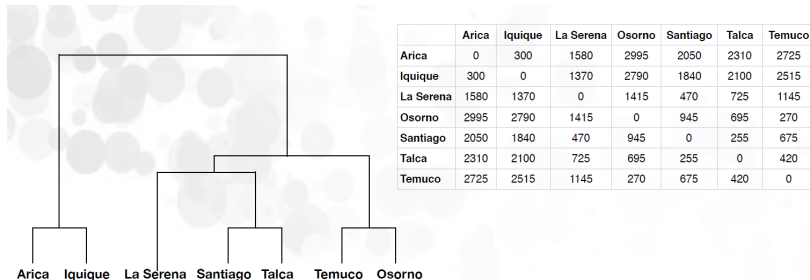 Arica Iquique La Serena Osorno Santiago Talca Temuco
Arica 0 300 1580 2995 2050 2310 2725
Iquique 300 0 1370 2790 1840 2100 2515
La Serena 1580 1370 0 1415 470 725 1145
Osorno 2995 2790 1415 0 945 695 270
Santiago 2050 1840 470 945 0 255 675
Talca 2310 2100 725 695 255 0 420
Temuco 2725 2515 1145 270 675 420 0
Arica Iquique La Serena Santiago Talca Temuco Osorno